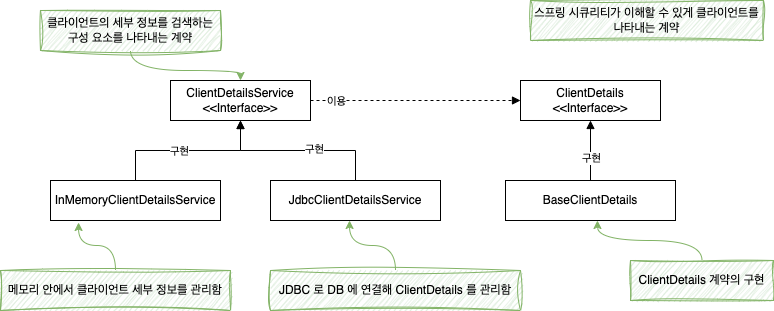 클라이언트의 세부 정보를 검색하는
구성 요소를 나타내는 계약
스프링 시큐리티가 이해할 수 있게 클라이언트를
나타내는 계약
ClientDetailsService
<<Interface>>
이용
ClientDetails
<<Interface>>
구현
구현
구현
InMemoryClientDetailsService
JdbcClientDetailsService
BaseClientDetails
메모리 안에서 클라이언트 세부 정보를 관리함
JDBC 로 DB 에 연결해 ClientDetails 를 관리함
ClientDetails 계약의 구현